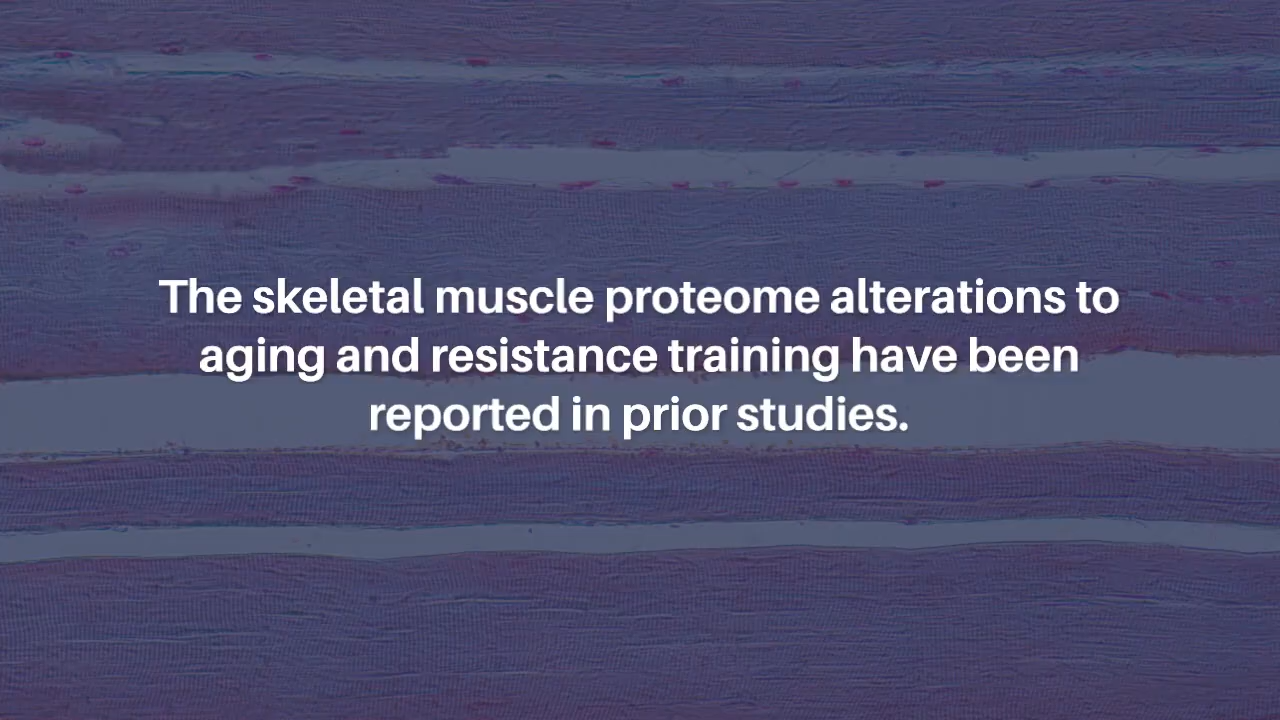 The skeletal muscle proteome alterations to
aging and resistance training have been
reported in prior studies.